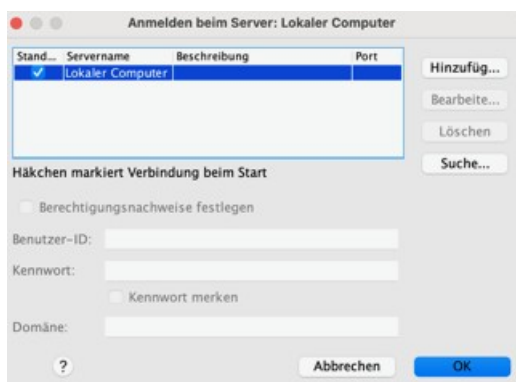 Anmelden beim Server: Lokaler Computer
Stand... Servername Beschreibung Port
Lokaler Computer
Hinzufüg...
Bearbeite...
Löschen
Suche...
Häkchen markiert Verbindung beim Start
Berechtigungsnachweise festlegen
Benutzer-ID:
Kennwort:
Kennwort merken
Domäne:
? Abbrechen OK